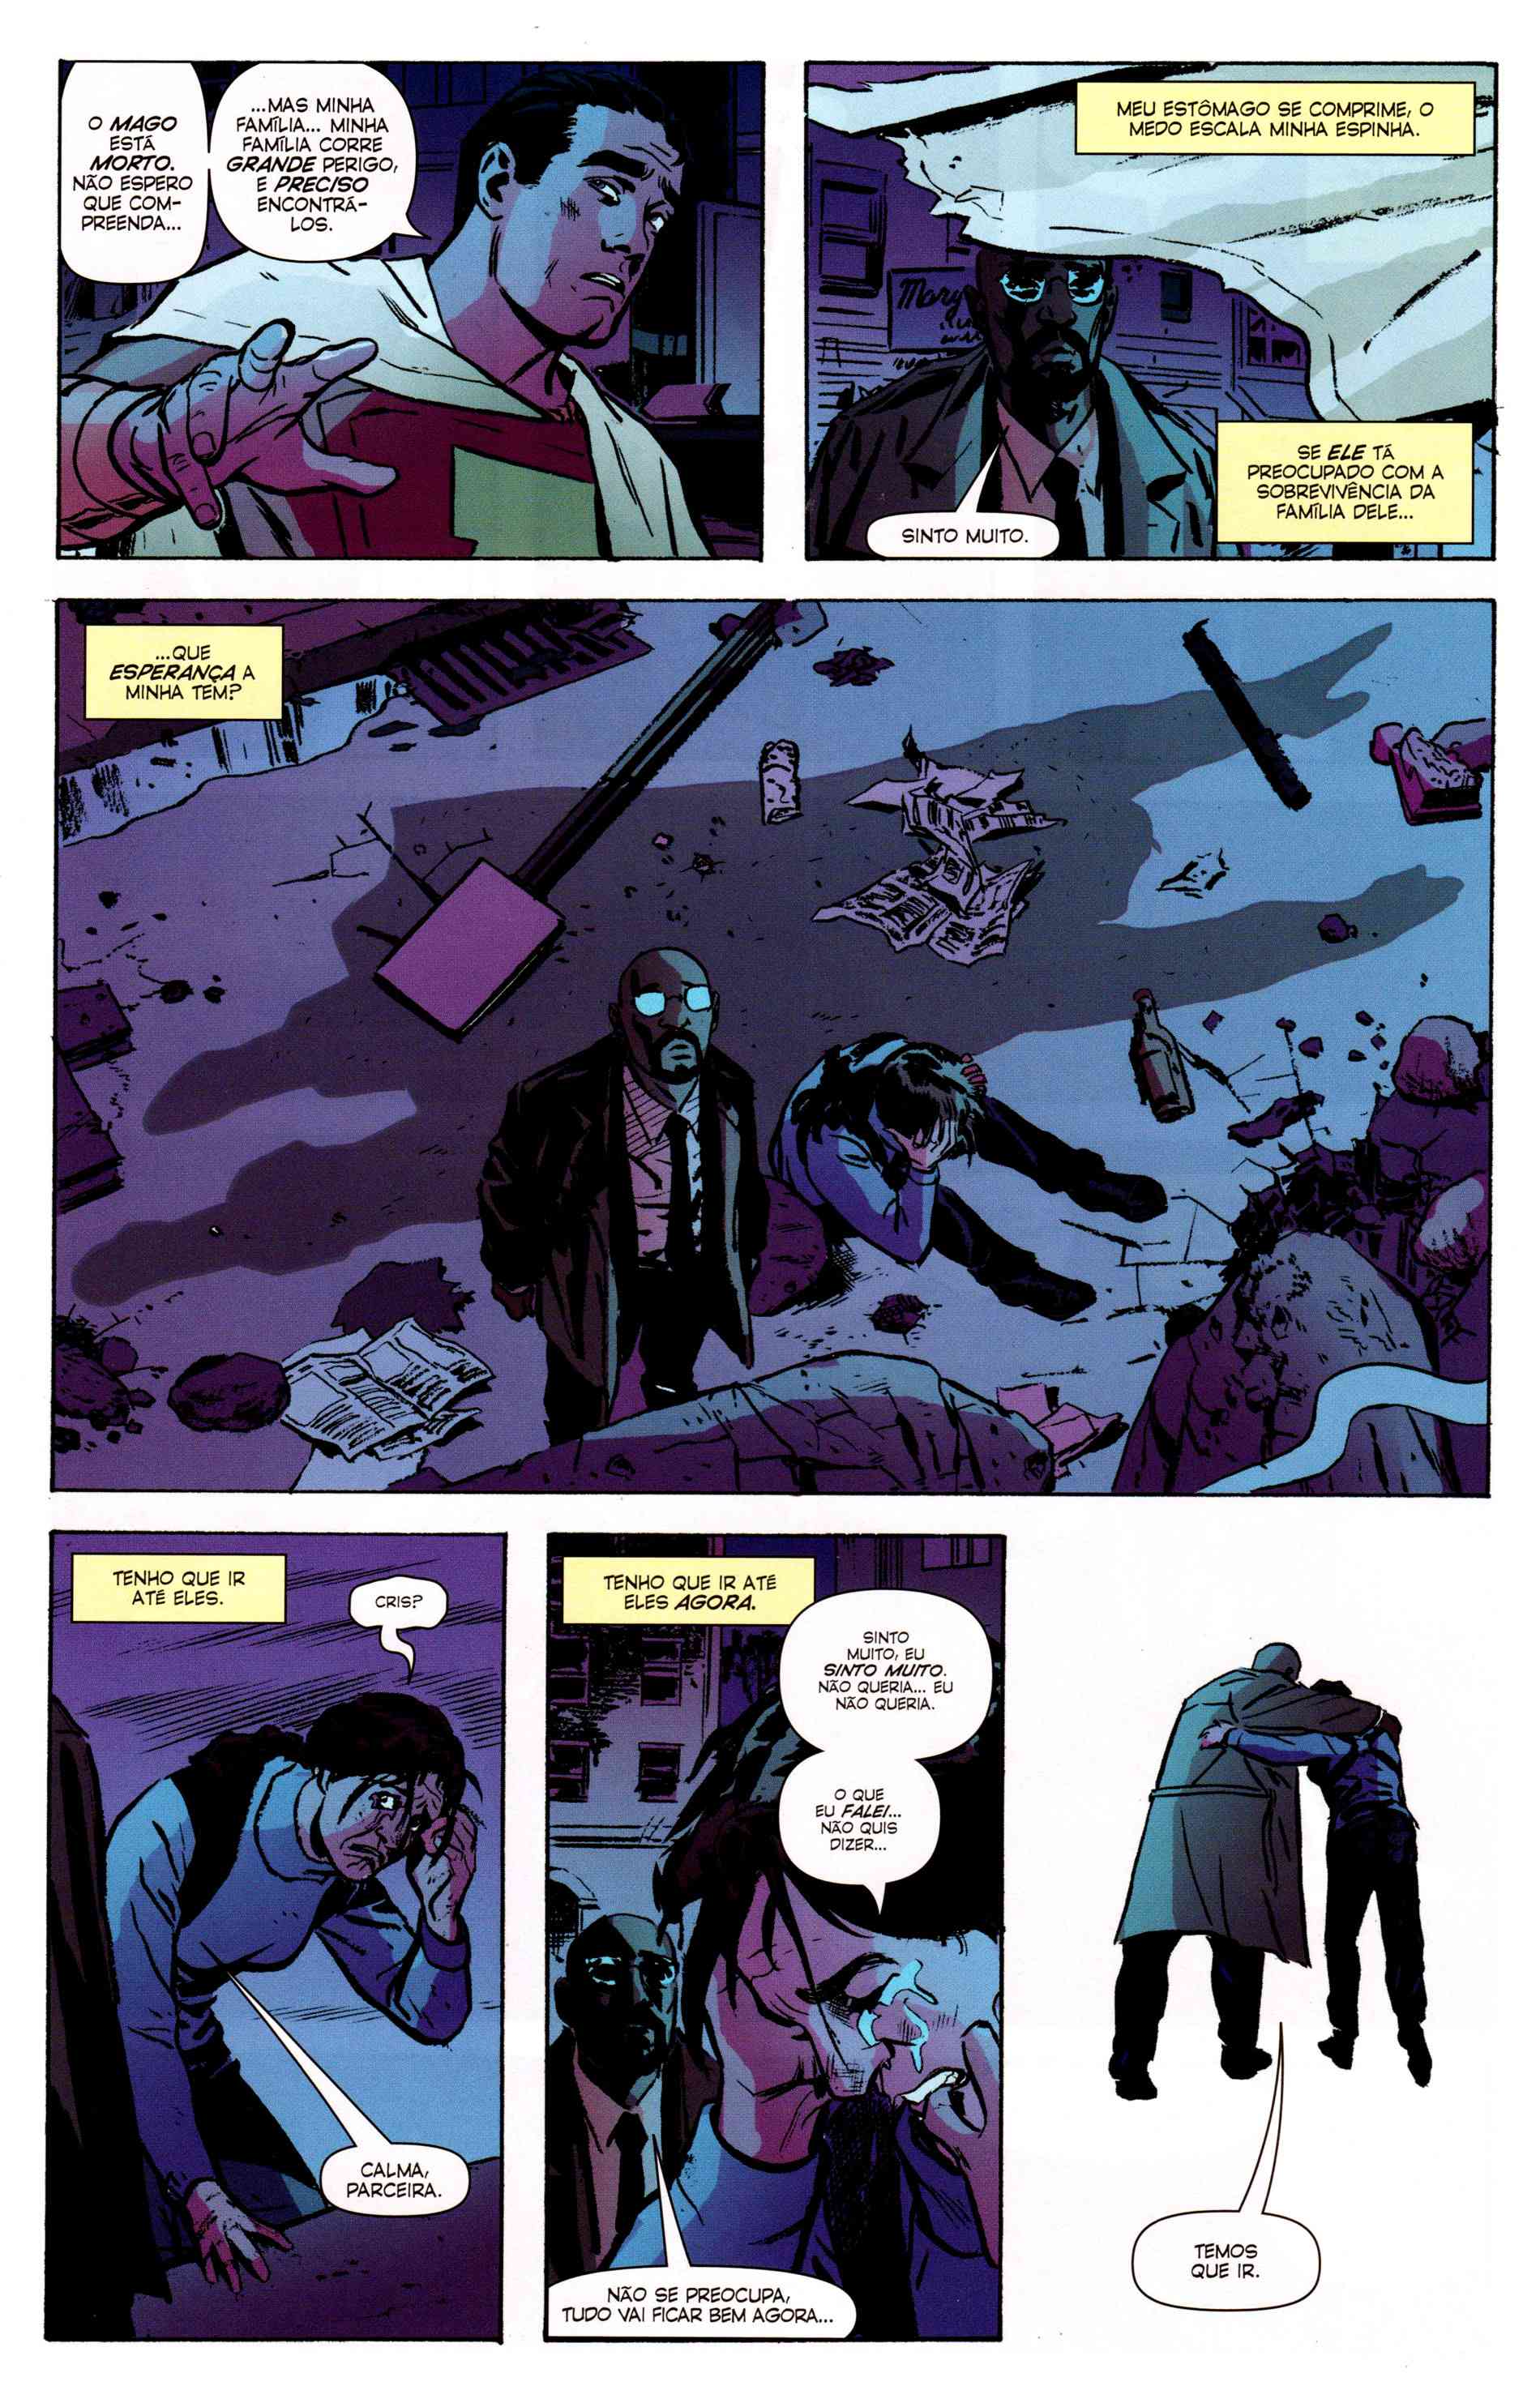 O MAGO
ESTÁ
MORTO.
NÃO ESPERO
QUE COM-
PREENDA...
...MAS MINHA
FAMÍLIA... MINHA
FAMÍLIA CORRE
GRANDE PERIGO,
E PRECISO
ENCONTRÁ-
LOS.
MEU ESTÔMAGO SE COMPRIME, O
MEDO ESCALA MINHA ESPINHA.
Mary
SINTO MUITO.
SE ELE TÁ
PREOCUPADO COM A
SOBREVIVÊNCIA DA
FAMÍLIA DELE...
...QUE
ESPERANÇA A
MINHA TEM?
TENHO QUE IR
ATÉ ELES.
CRIS?
CALMA,
PARCEIRA.
TENHO QUE IR ATÉ
ELES AGORA.
SINTO
MUITO, EU
SINTO MUITO.
NÃO QUERIA... EU
NÃO QUERIA.
O QUE
EU FALEI...
NÃO QUIS
DIZER...
NÃO SE PREOCUPA,
TUDO VAI FICAR BEM AGORA...
TEMOS
QUE IR.